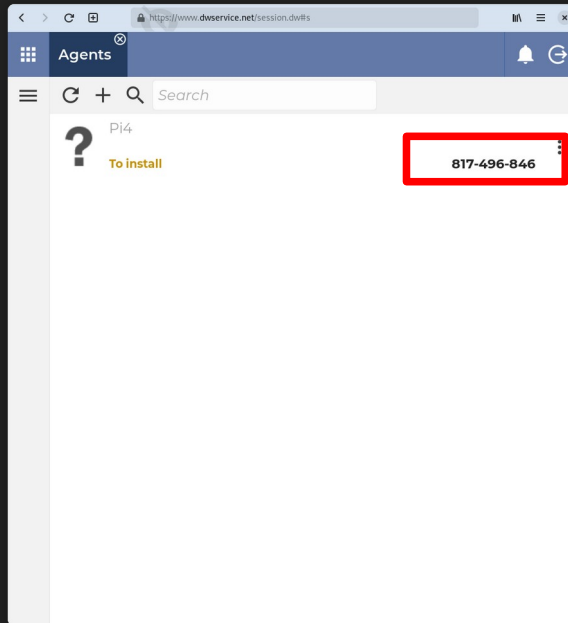 https://www.dwservice.net/session.dw#s
Agents
Search
Pi4
?
To install
817-496-846